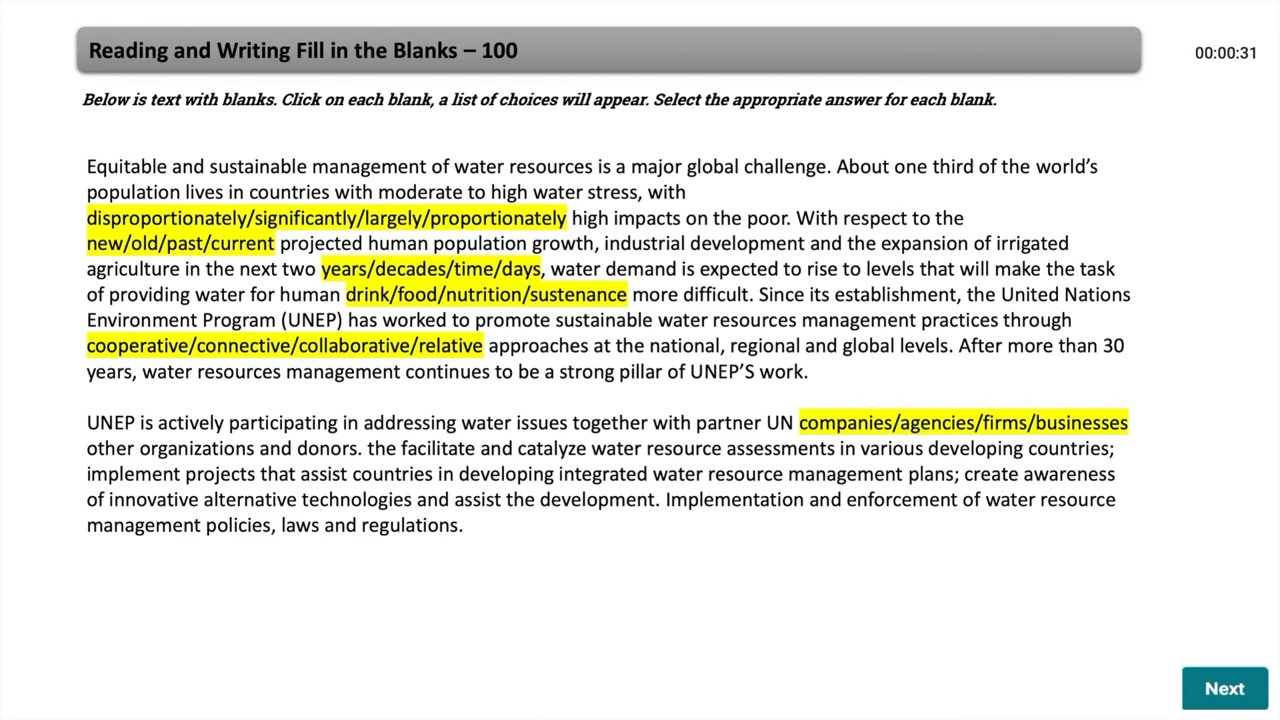 Reading and Writing Fill in the Blanks – 100
00:00:31
Below is text with blanks. Click on each blank, a list of choices will appear. Select the appropriate answer for each blank.
Equitable and sustainable management of water resources is a major global challenge. About one third of the world’s
population lives in countries with moderate to high water stress, with
disproportionately/significantly/largely/proportionately high impacts on the poor. With respect to the
new/old/past/current projected human population growth, industrial development and the expansion of irrigated
agriculture in the next two years/decades/time/days, water demand is expected to rise to levels that will make the task
of providing water for human drink/food/nutrition/sustenance more difficult. Since its establishment, the United Nations
Environment Program (UNEP) has worked to promote sustainable water resources management practices through
cooperative/connective/collaborative/relative approaches at the national, regional and global levels. After more than 30
years, water resources management continues to be a strong pillar of UNEP’S work.
UNEP is actively participating in addressing water issues together with partner UN companies/agencies/firms/businesses
other organizations and donors. the facilitate and catalyze water resource assessments in various developing countries;
implement projects that assist countries in developing integrated water resource management plans; create awareness
of innovative alternative technologies and assist the development. Implementation and enforcement of water resource
management policies, laws and regulations.
Next